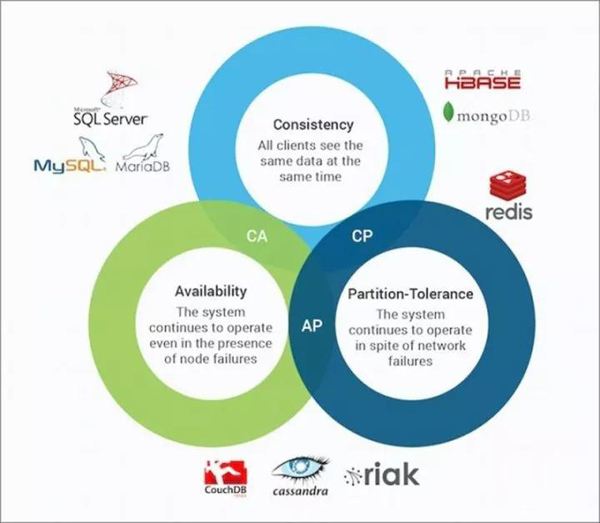 Consistency
All clients see the
same data at the
same time
Microsoft
SQL Server
MySQL
MariaDB
APACHE
HBASE
mongoDB
redis
CA
CP
AP
Availability
The system
continues to operate
even in the presence
of node failures
Partition-Tolerance
The system
continues to operate
in spite of network
failures
CouchDB
cassandra
riak